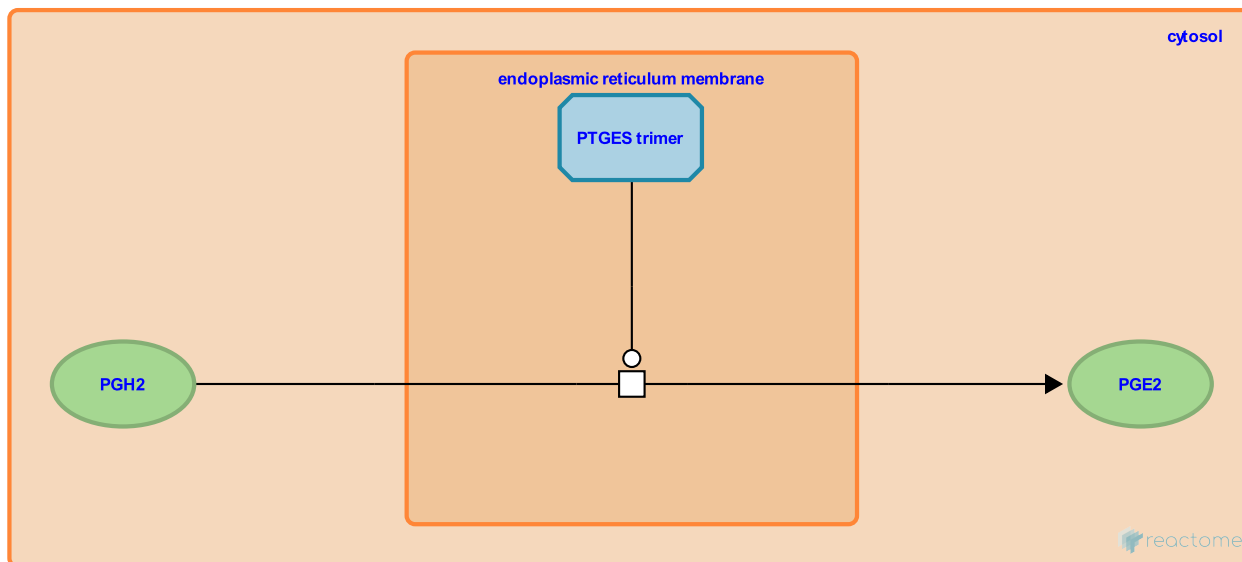 cytosol
endoplasmic reticulum membrane
PTGES trimer
PGH2
PGE2
reactome